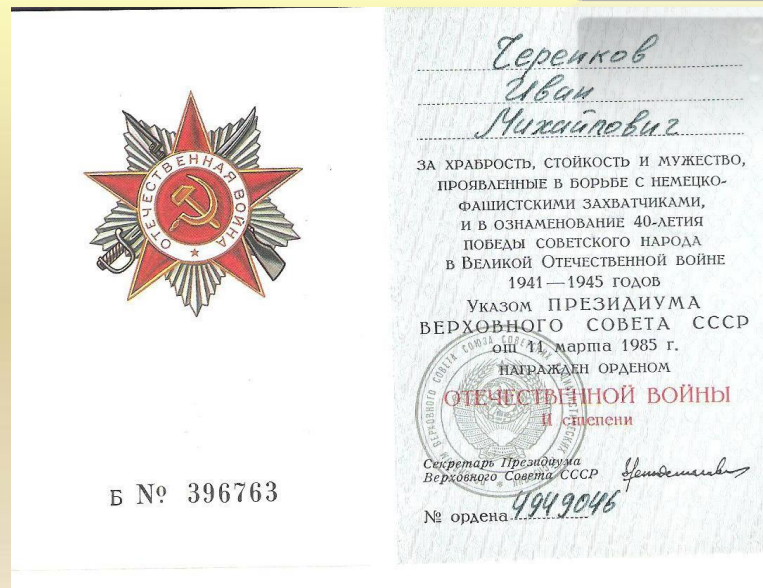 ОТЕЧЕСТВЕННАЯ ВОЙНА
Б № 396763
Черенков
Иван
Михайлович
ЗА ХРАБРОСТЬ, СТОЙКОСТЬ И МУЖЕСТВО,
ПРОЯВЛЕННЫЕ В БОРЬБЕ С НЕМЕЦКО-
ФАШИСТСКИМИ ЗАХВАТЧИКАМИ,
И В ОЗНАМЕНОВАНИЕ 40-ЛЕТИЯ
ПОБЕДЫ СОВЕТСКОГО НАРОДА
В ВЕЛИКОЙ ОТЕЧЕСТВЕННОЙ ВОЙНЕ
1941—1945 ГОДОВ
УКАЗОМ ПРЕЗИДИУМА
ВЕРХОВНОГО СОВЕТА СССР
от 11 марта 1985 г.
НАГРАЖДЕН ОРДЕНОМ
ОТЕЧЕСТВЕННОЙ ВОЙНЫ
II степени
Секретарь Президиума
Верховного Совета СССР
№ ордена 4949046